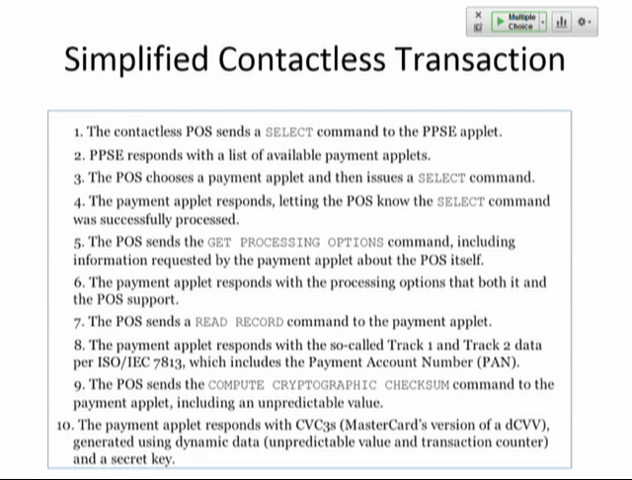 Multiple
Choice
Simplified Contactless Transaction
1. The contactless POS sends a SELECT command to the PPSE applet.
2. PPSE responds with a list of available payment applets.
3. The POS chooses a payment applet and then issues a SELECT command.
4. The payment applet responds, letting the POS know the SELECT command
was successfully processed.
5. The POS sends the GET PROCESSING OPTIONS command, including
information requested by the payment applet about the POS itself.
6. The payment applet responds with the processing options that both it and
the POS support.
7. The POS sends a READ RECORD command to the payment applet.
8. The payment applet responds with the so-called Track 1 and Track 2 data
per ISO/IEC 7813, which includes the Payment Account Number (PAN).
9. The POS sends the COMPUTE CRYPTOGRAPHIC CHECKSUM command to the
payment applet, including an unpredictable value.
10. The payment applet responds with CVC3s (MasterCard's version of a dCVV),
generated using dynamic data (unpredictable value and transaction counter)
and a secret key.